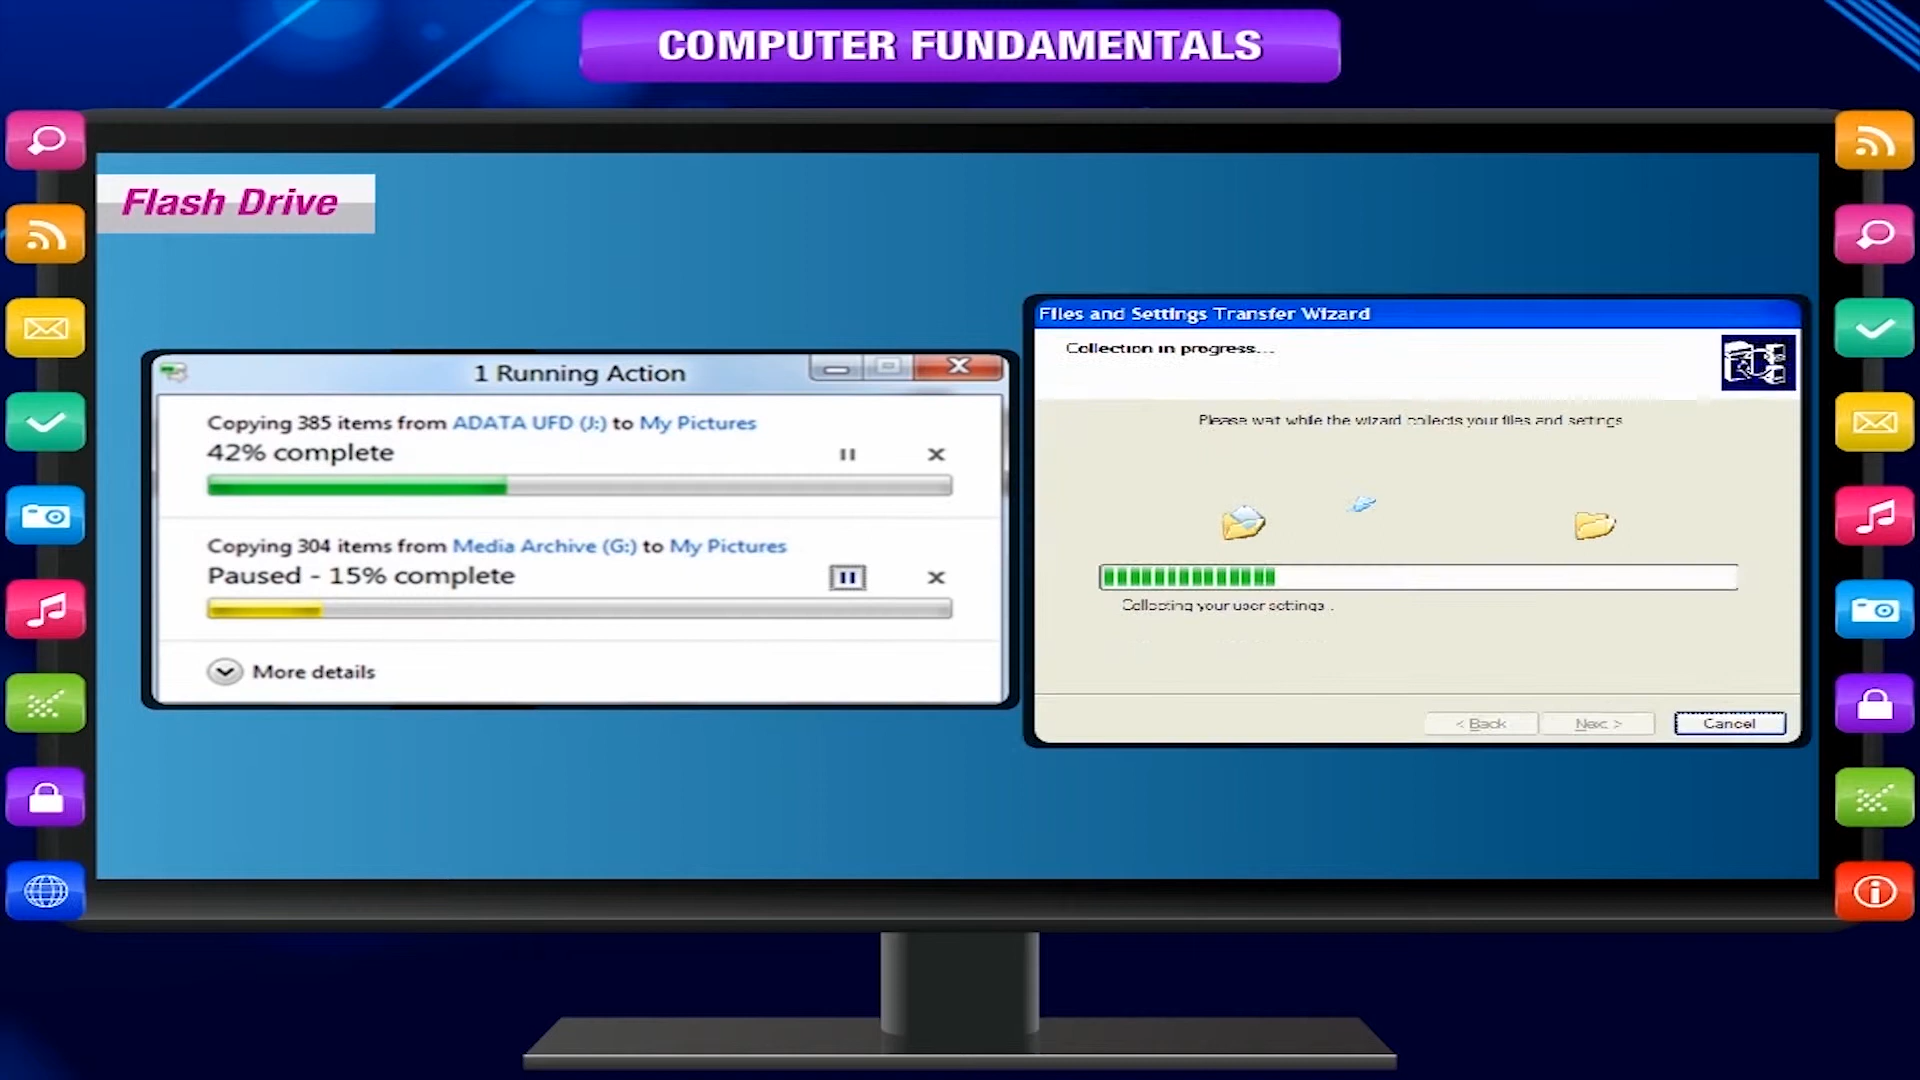 COMPUTER FUNDAMENTALS
Flash Drive
1 Running Action
Copying 385 items from ADATA UFD (J:) to My Pictures
42% complete
Copying 304 items from Media Archive (G:) to My Pictures
Paused - 15% complete
More details
Files and Settings Transfer Wizard
Collection in progress...
Please wait while the wizard collects your files and settings
Collecting your user settings .
< Back
Next >
Cancel